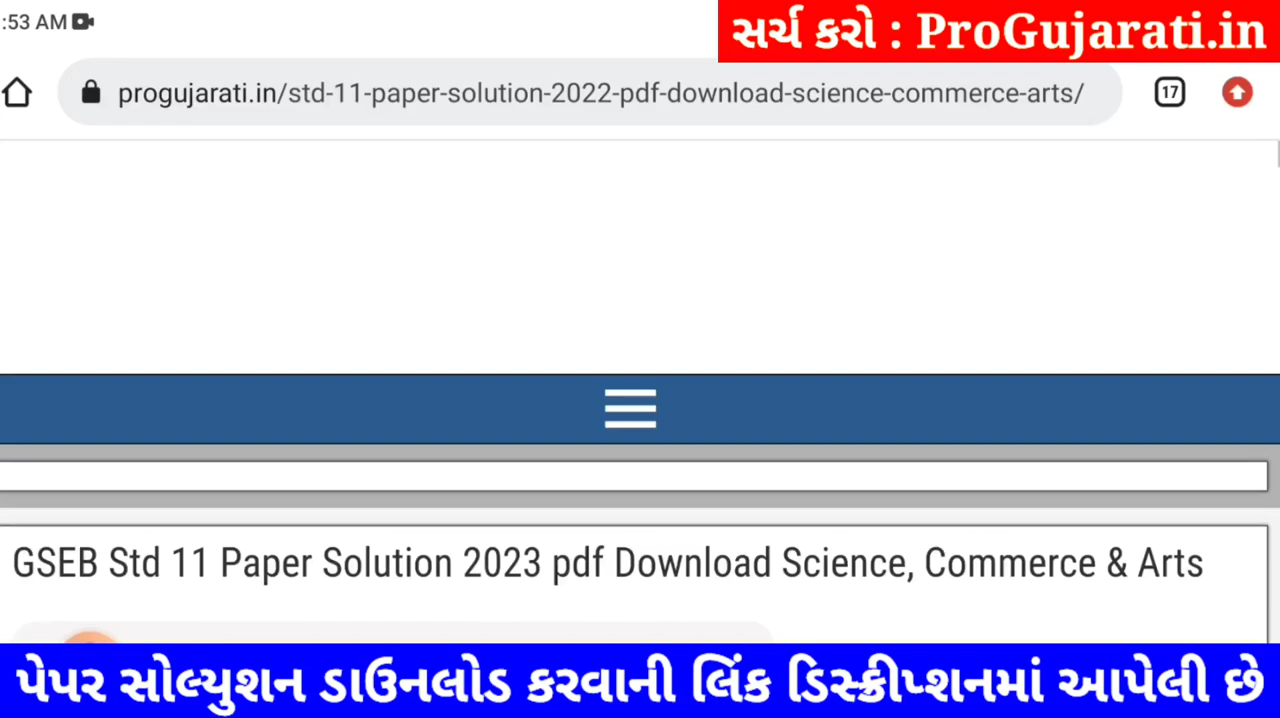 :53 AM
સર્ચ કરો : ProGujarati.in
progujarati.in/std-11-paper-solution-2022-pdf-download-science-commerce-arts/
17
GSEB Std 11 Paper Solution 2023 pdf Download Science, Commerce & Arts
પેપર સોલ્યુશન ડાઉનલોડ કરવાની લિંક ડિસ્ક્રીપ્શનમાં આપેલી છે